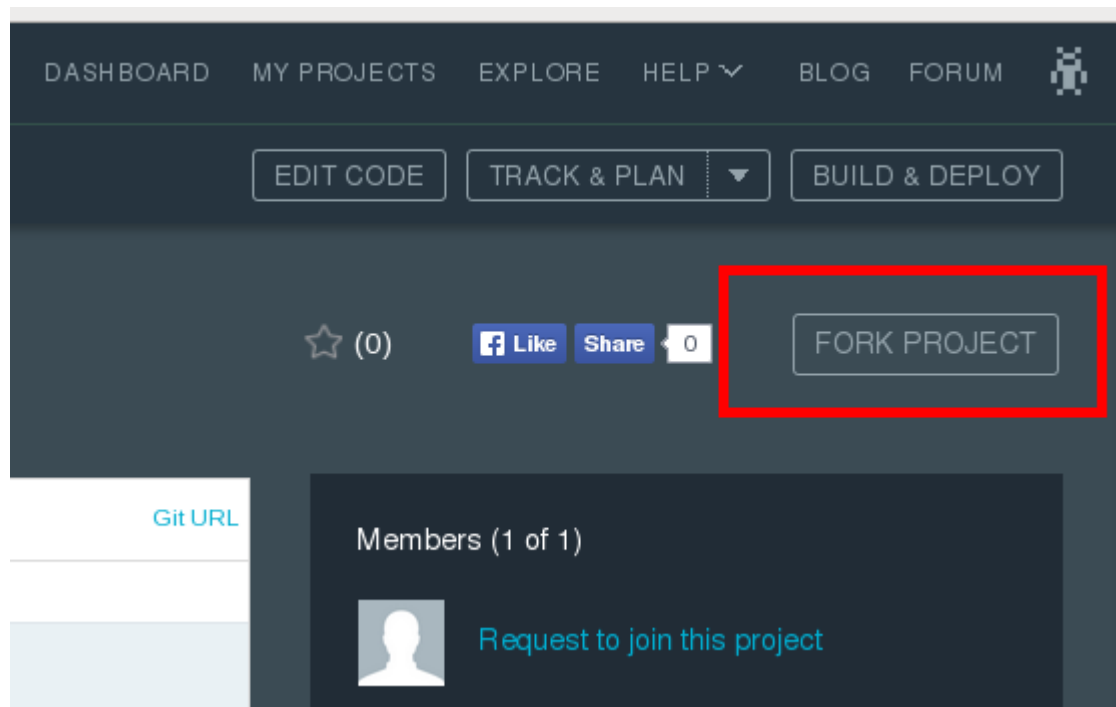 DASHBOARD MY PROJECTS EXPLORE HELP BLOG FORUM
EDIT CODE TRACK & PLAN BUILD & DEPLOY
(0) Like Share 0 FORK PROJECT
Git URL
Members (1 of 1)
Request to join this project